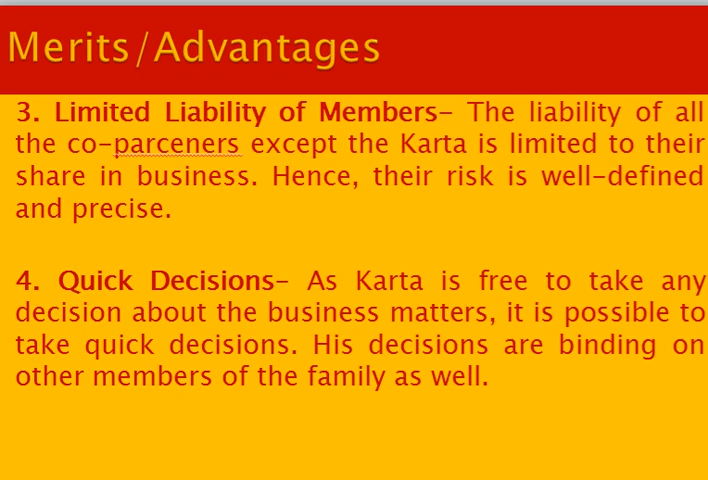 Merits/Advantages
3. Limited Liability of Members– The liability of all
the co-parceners except the Karta is limited to their
share in business. Hence, their risk is well-defined
and precise.
4. Quick Decisions– As Karta is free to take any
decision about the business matters, it is possible to
take quick decisions. His decisions are binding on
other members of the family as well.